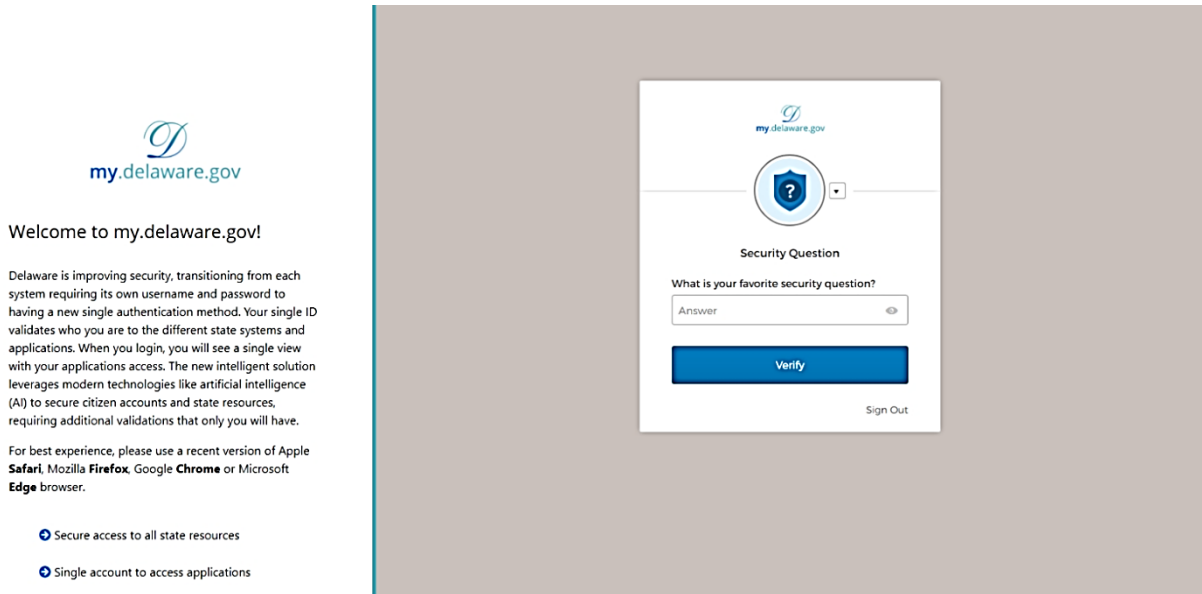 D
my.delaware.gov
Welcome to my.delaware.gov!
Delaware is improving security, transitioning from each
system requiring its own username and password to
having a new single authentication method. Your single ID
validates who you are to the different state systems and
applications. When you login, you will see a single view
with your applications access. The new intelligent solution
leverages modern technologies like artificial intelligence
(AI) to secure citizen accounts and state resources,
requiring additional validations that only you will have.
For best experience, please use a recent version of Apple
Safari, Mozilla Firefox, Google Chrome or Microsoft
Edge browser.
Secure access to all state resources
Single account to access applications
D
my.delaware.gov
?
Security Question
What is your favorite security question?
Answer
Verify
Sign Out